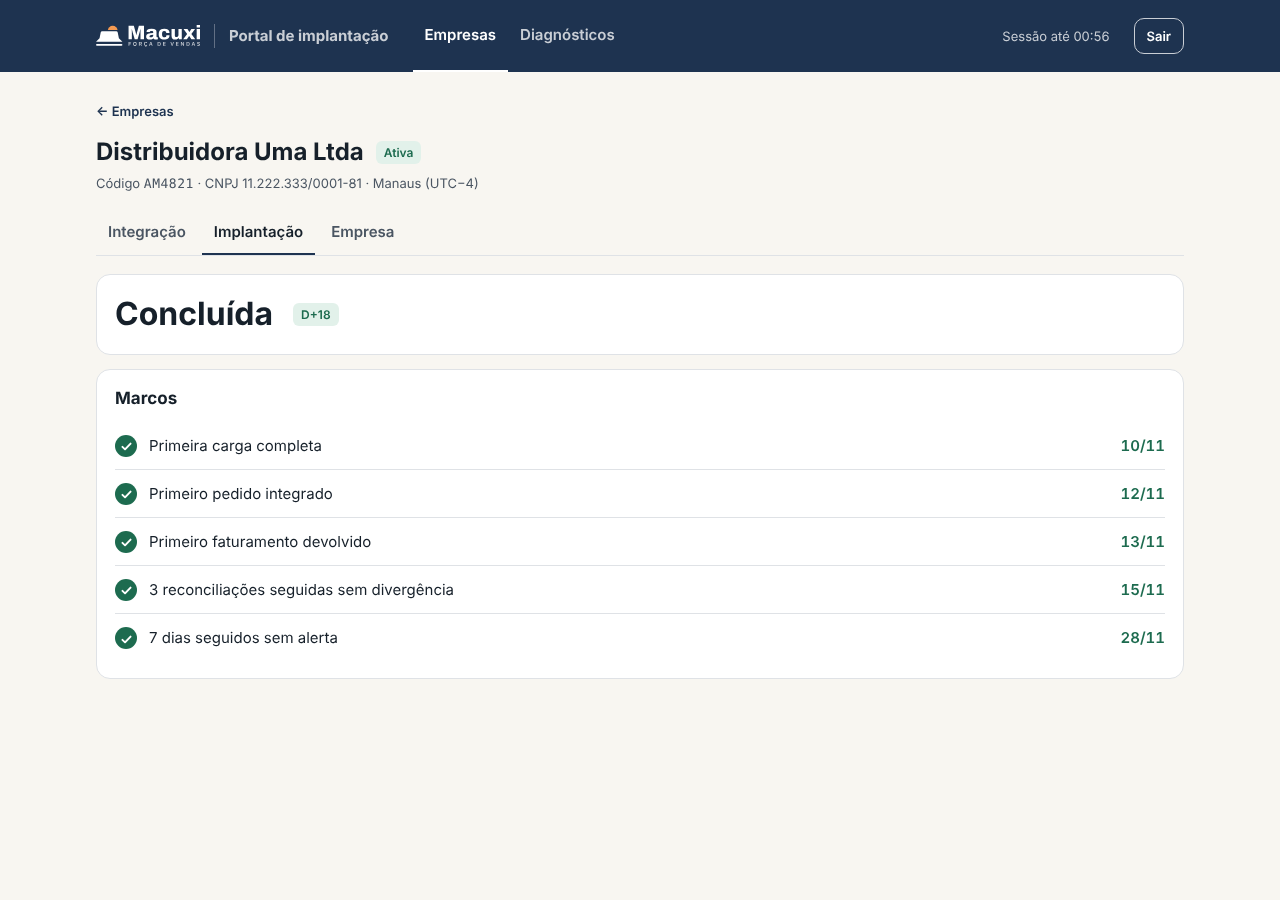 Macuxi
FORÇA DE VENDAS
Portal de implantação
Empresas
Diagnósticos
Sessão até 00:56
Sair
← Empresas
Distribuidora Uma Ltda
Ativa
Código AM4821 · CNPJ 11.222.333/0001-81 · Manaus (UTC−4)
Integração
Implantação
Empresa
Concluída
D+18
Marcos
Primeira carga completa
10/11
Primeiro pedido integrado
12/11
Primeiro faturamento devolvido
13/11
3 reconciliações seguidas sem divergência
15/11
7 dias seguidos sem alerta
28/11